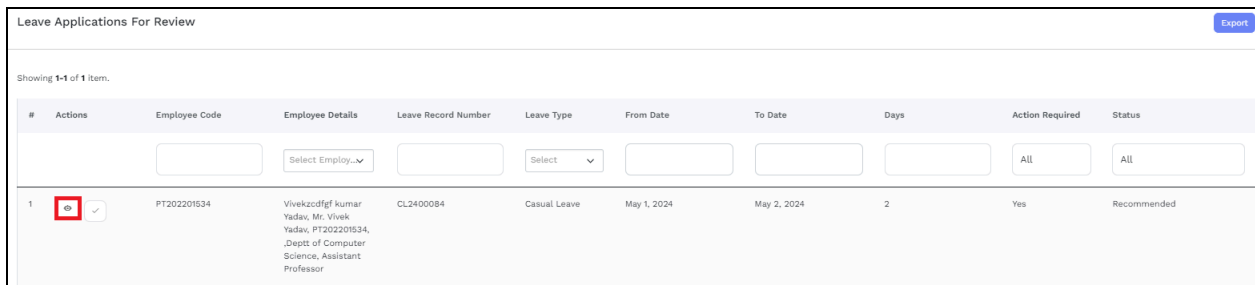 Leave Applications For Review
Export
Showing 1-1 of 1 item.
# Actions Employee Code Employee Details Leave Record Number Leave Type From Date To Date Days Action Required Status
Select Employ... Select All All
1 PT202201534 Vivekzcdfgf kumar CL2400084 Casual Leave May 1, 2024 May 2, 2024 2 Yes Recommended
Yadav, Mr. Vivek
Yadav, PT202201534,
,Deptt of Computer
Science, Assistant
Professor